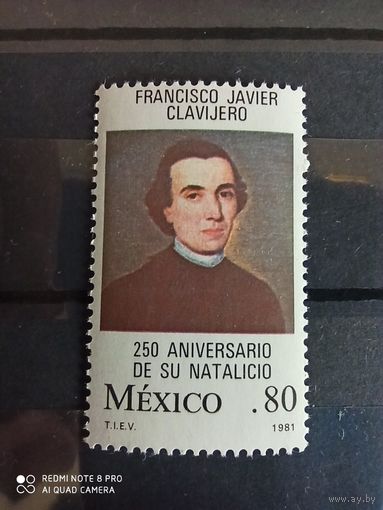 FRANCISCO JAVIER
CLAVIJERO
250 ANIVERSARIO
DE SU NATALICIO
MÉXICO .80
T.I.E.V. 1981
REDMI NOTE 8 PRO
AI QUAD CAMERA
www.ay.by